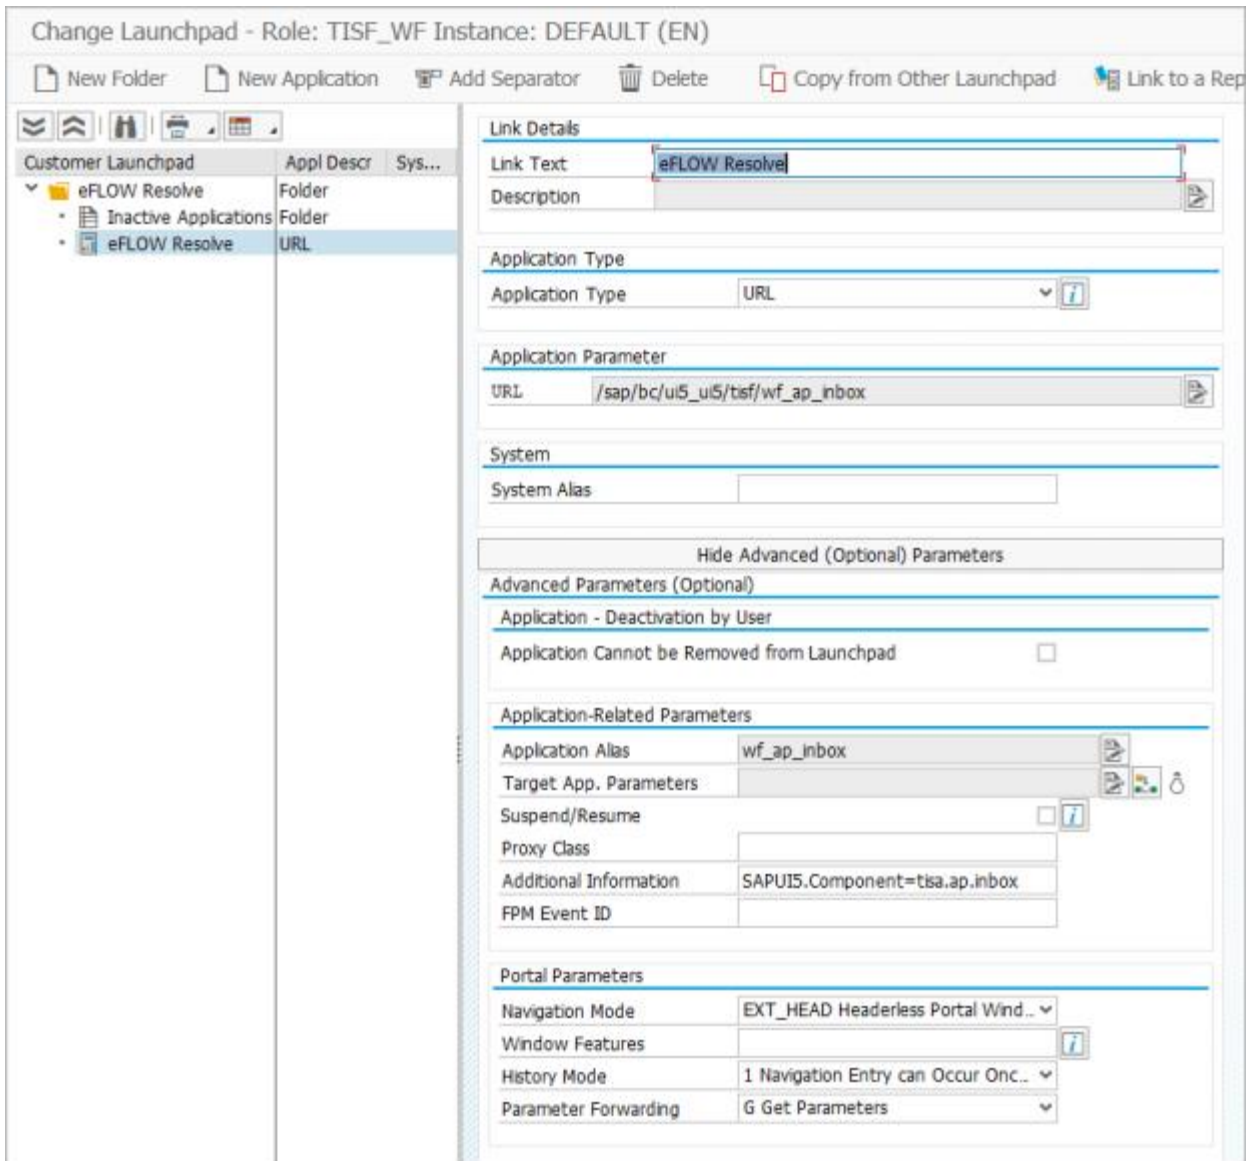 Change Launchpad - Role: TISF_WF Instance: DEFAULT (EN)
New Folder New Application Add Separator Delete Copy from Other Launchpad Link to a Rep
Customer Launchpad Appl Descr Sys...
eFLOW Resolve Folder
Inactive Applications Folder
eFLOW Resolve URL
Link Details
Link Text eFLOW Resolve
Description
Application Type
Application Type URL
Application Parameter
URL /sap/bc/ui5_ui5/tisf/wf_ap_inbox
System
System Alias
Hide Advanced (Optional) Parameters
Advanced Parameters (Optional)
Application - Deactivation by User
Application Cannot be Removed from Launchpad
Application-Related Parameters
Application Alias wf_ap_inbox
Target App. Parameters
Suspend/Resume
Proxy Class
Additional Information SAPUI5.Component=tisa.ap.inbox
FPM Event ID
Portal Parameters
Navigation Mode EXT_HEAD Headerless Portal Wind..
Window Features
History Mode 1 Navigation Entry can Occur Onc..
Parameter Forwarding G Get Parameters